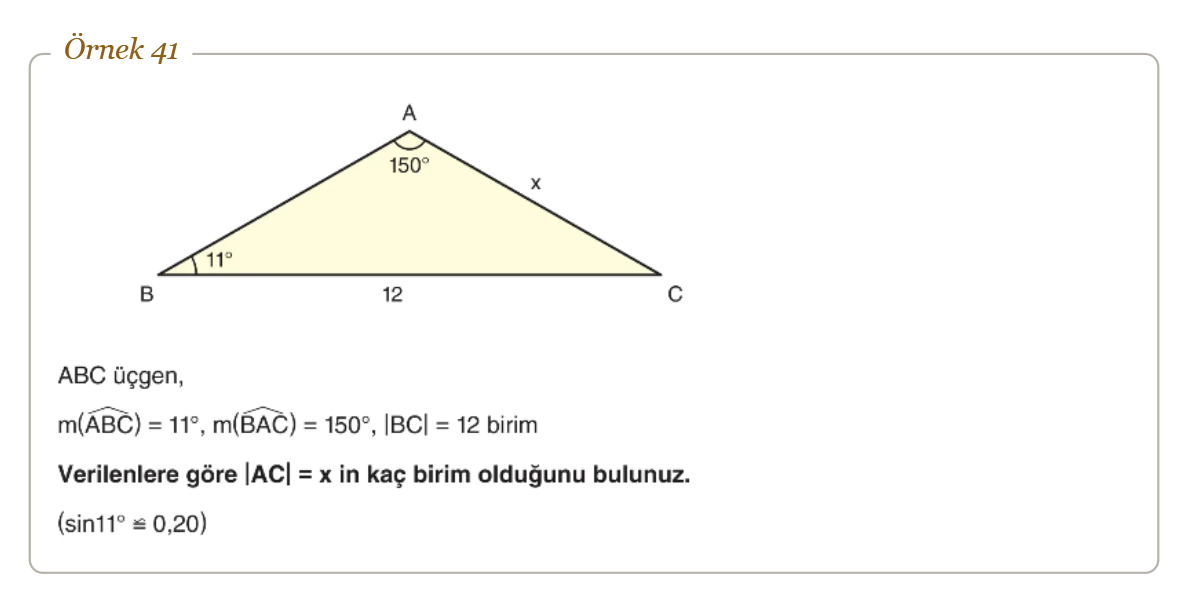 Örnek 41
A
150°
x
11°
B
12
C
ABC üçgen,
m(ABC) = 11°, m(BAC) = 150°, |BC| = 12 birim
Verilenlere göre |AC| = x in kaç birim olduğunu bulunuz.
(sin11° ≌ 0,20)